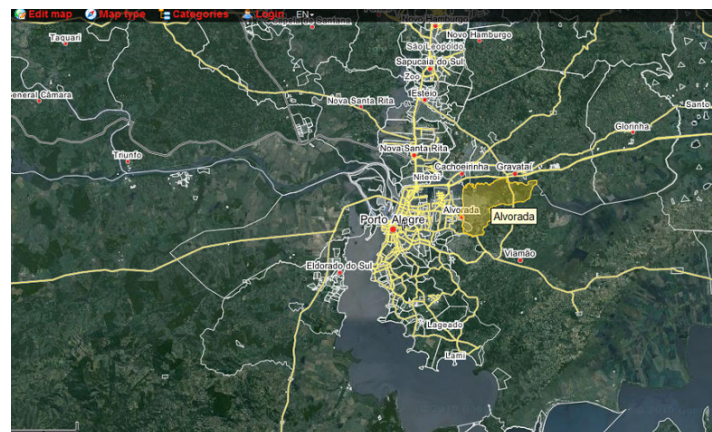 Edit map Map type Categories Login EN
Novo Hamburgo
Taquari
Novo Hamburgo
São Leopoldo
Sapucaia do Sul
Zoo
Esteio
General Câmara
Nova Santa Rita
Santo
Glorinha
Nova Santa Rita
Triunfo
Cachoeirinha
Gravataí
Niterói
Alvorada
Alvorada
Porto Alegre
Viamão
Eldorado do Sul
Lageado
Lami